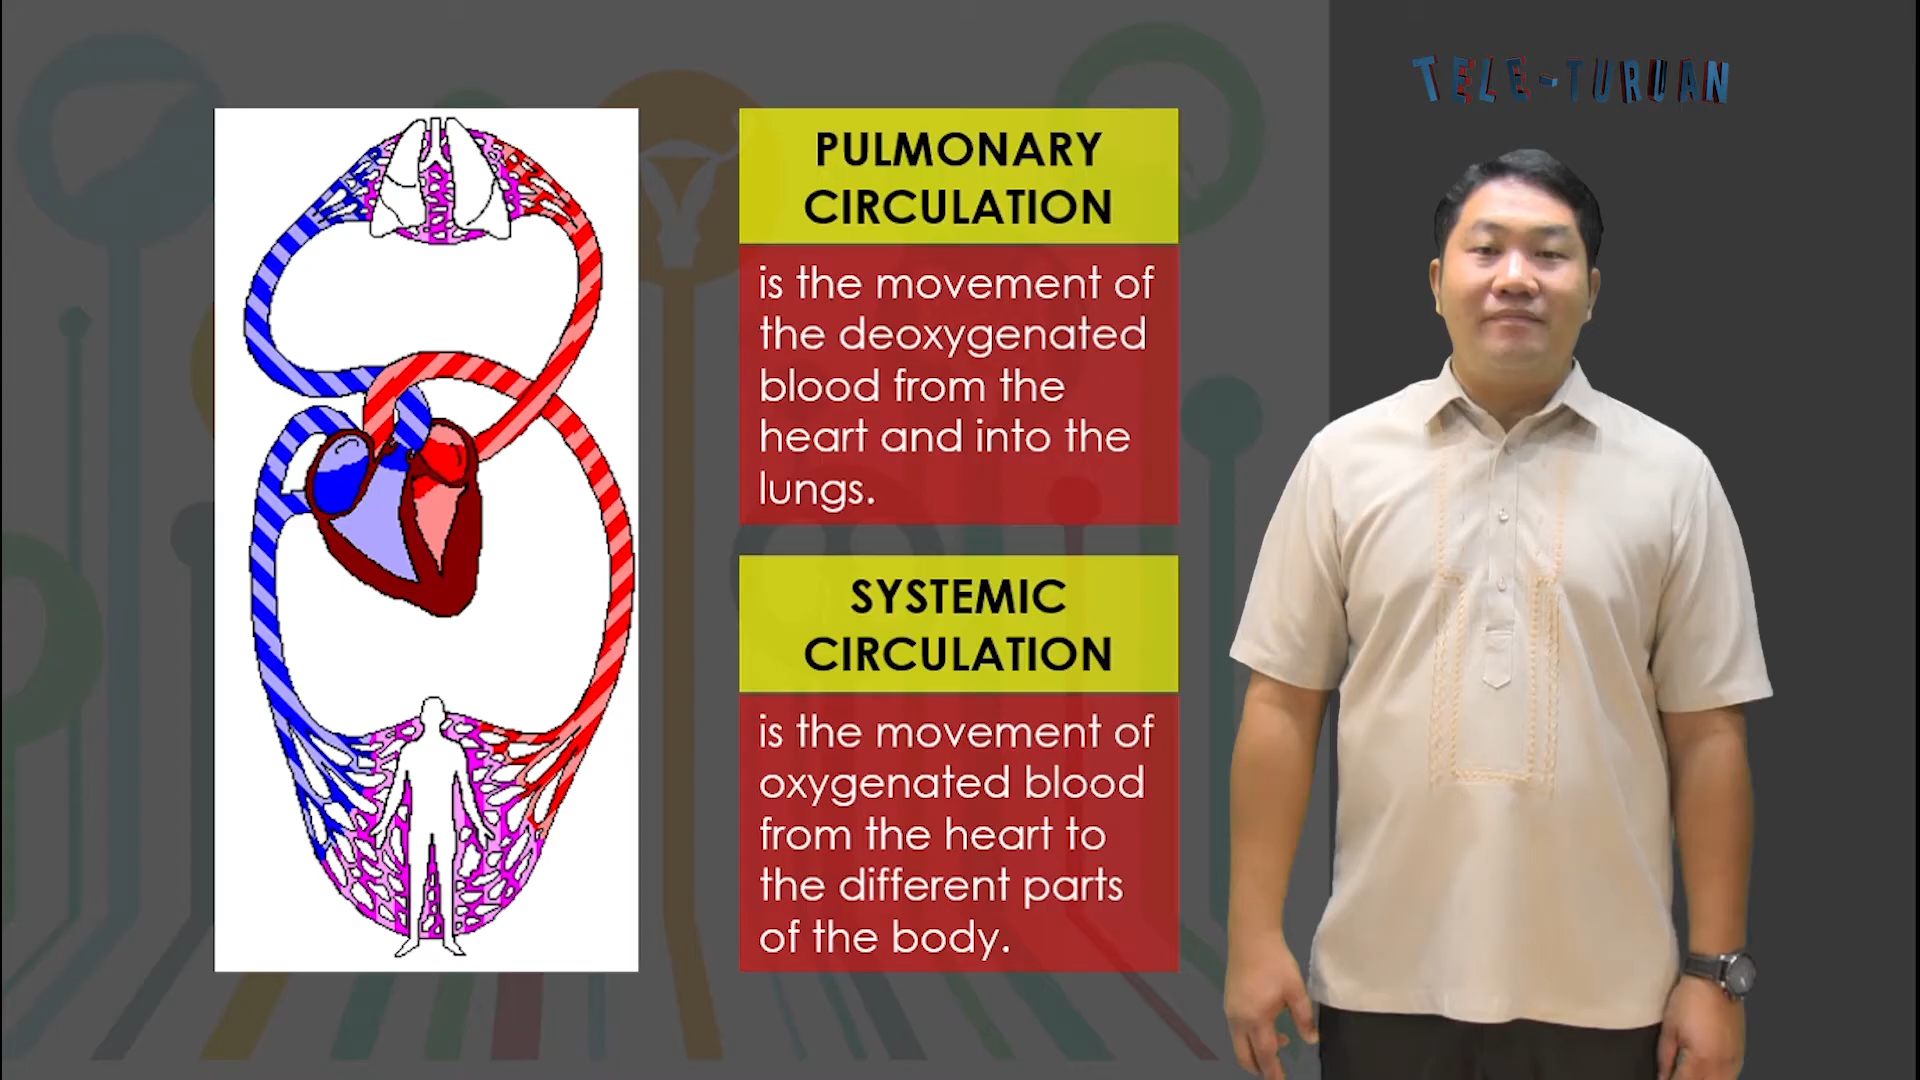 TELE-TURUAN
PULMONARY
CIRCULATION
is the movement of
the deoxygenated
blood from the
heart and into the
lungs.
SYSTEMIC
CIRCULATION
is the movement of
oxygenated blood
from the heart to
the different parts
of the body.